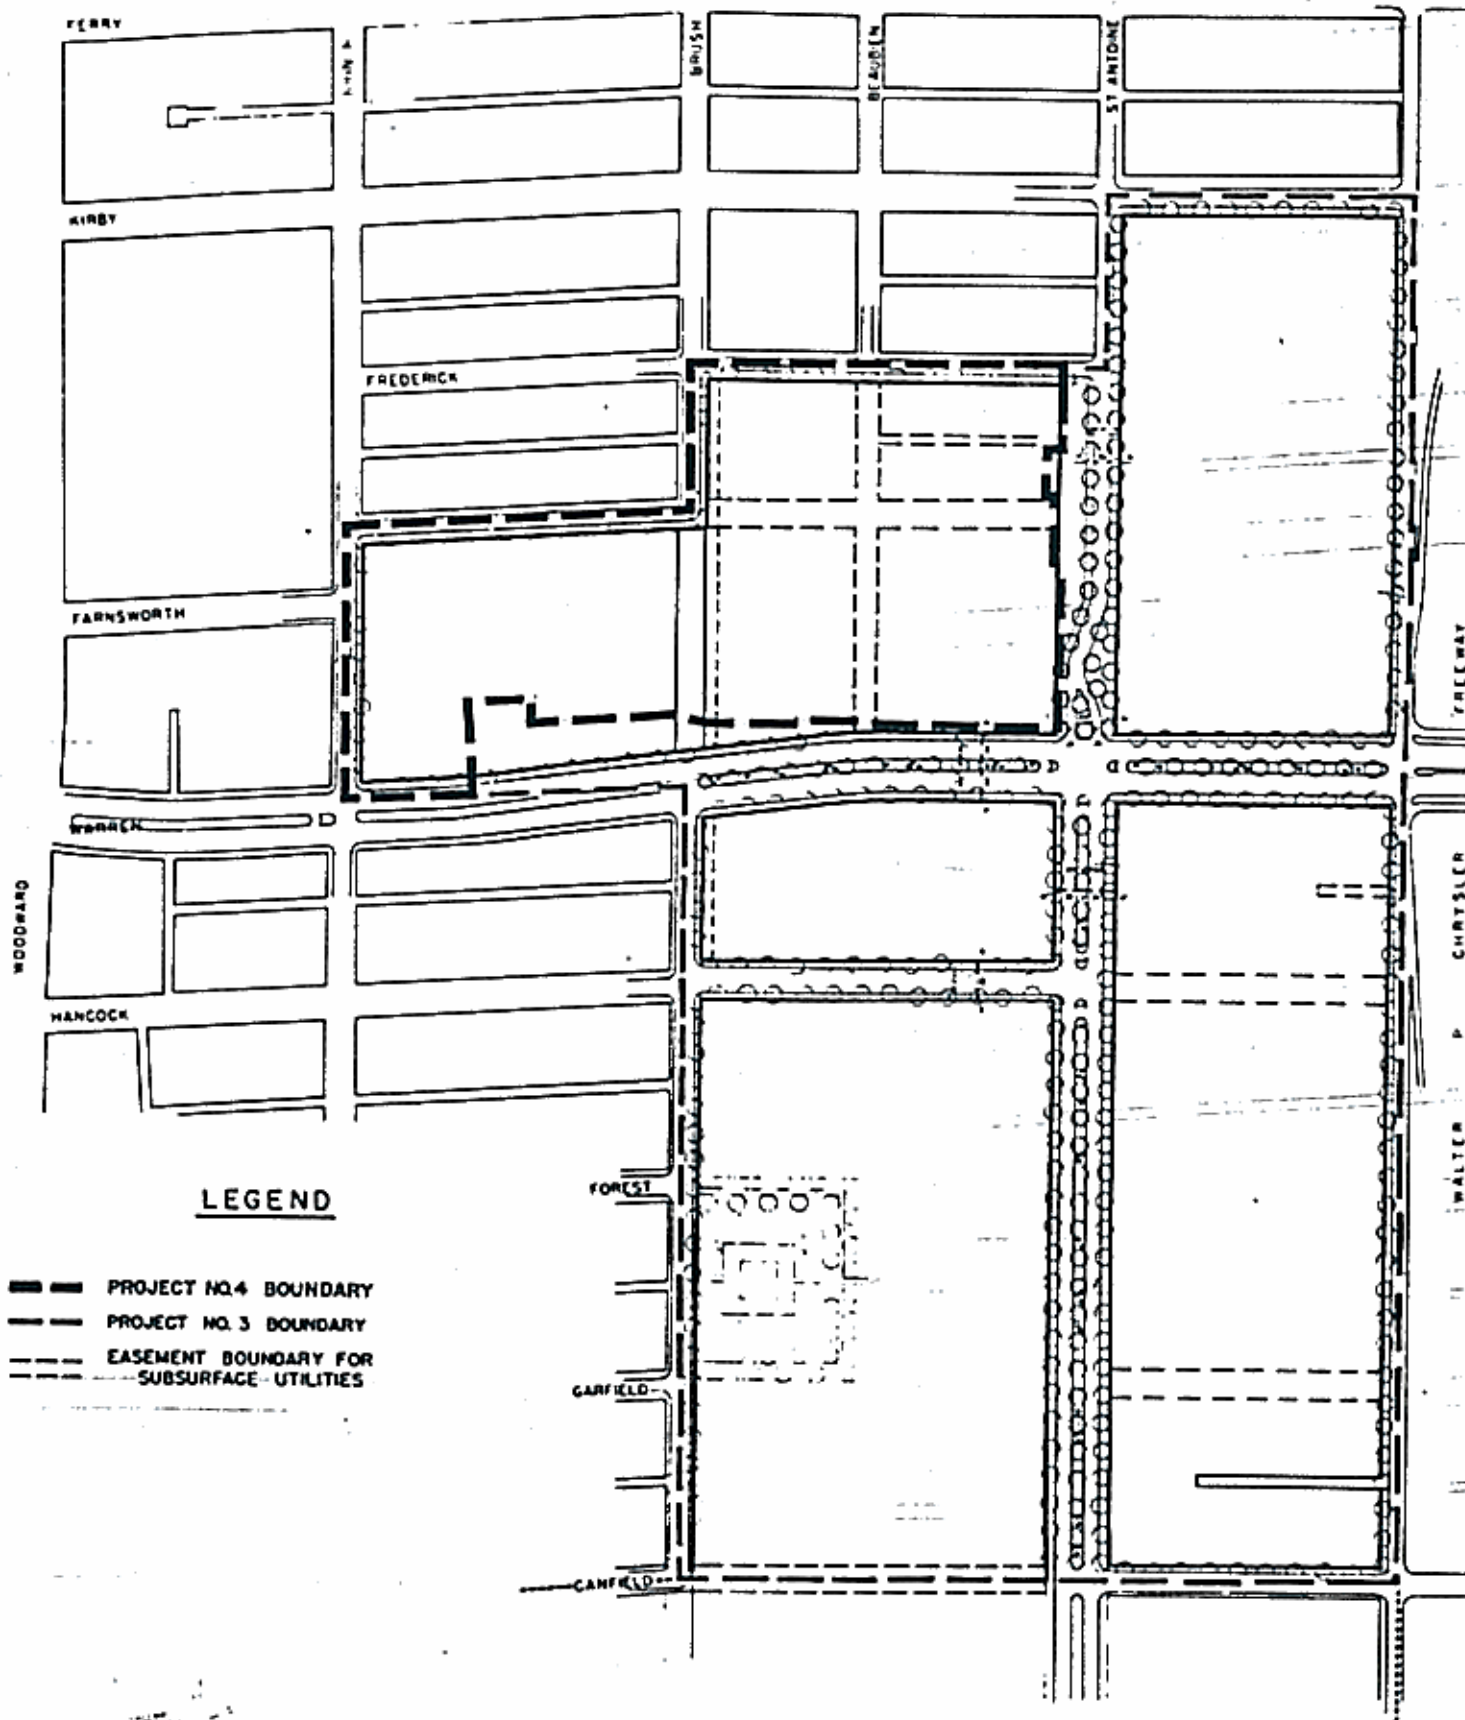 FERRY
JOHN R
BRUSH
BEAUBIEN
ST ANTOINE
KIRBY
FREDERICK
FARNSWORTH
FREEWAY
WARREN
WOODWARD
CHRYSLER
HANCOCK
P
WALTER
FOREST
LEGEND
PROJECT NO.4 BOUNDARY
PROJECT NO. 3 BOUNDARY
EASEMENT BOUNDARY FOR
SUBSURFACE UTILITIES
GARFIELD
CANFIELD